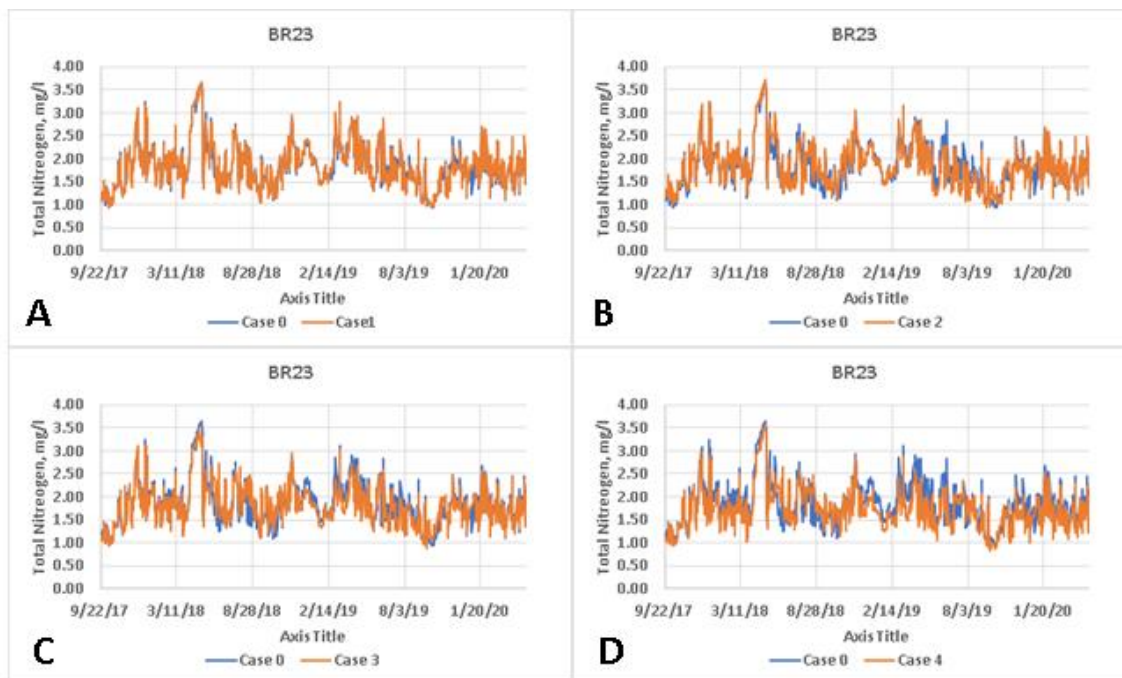 BR23
4.00
3.50
3.00
2.50
2.00
1.50
1.00
0.50
0.00
Total Nitreogen, mg/l
9/22/17 3/11/18 8/28/18 2/14/19 8/3/19 1/20/20
Axis Title
Case 0 Case1
A
BR23
4.00
3.50
3.00
2.50
2.00
1.50
1.00
0.50
0.00
Total Nitreogen, mg/l
9/22/17 3/11/18 8/28/18 2/14/19 8/3/19 1/20/20
Axis Title
Case 0 Case 2
B
BR23
4.00
3.50
3.00
2.50
2.00
1.50
1.00
0.50
0.00
Total Nitreogen, mg/l
9/22/17 3/11/18 8/28/18 2/14/19 8/3/19 1/20/20
Axis Title
Case 0 Case 3
C
BR23
4.00
3.50
3.00
2.50
2.00
1.50
1.00
0.50
0.00
Total Nitreogen, mg/l
9/22/17 3/11/18 8/28/18 2/14/19 8/3/19 1/20/20
Axis Title
Case 0 Case 4
D